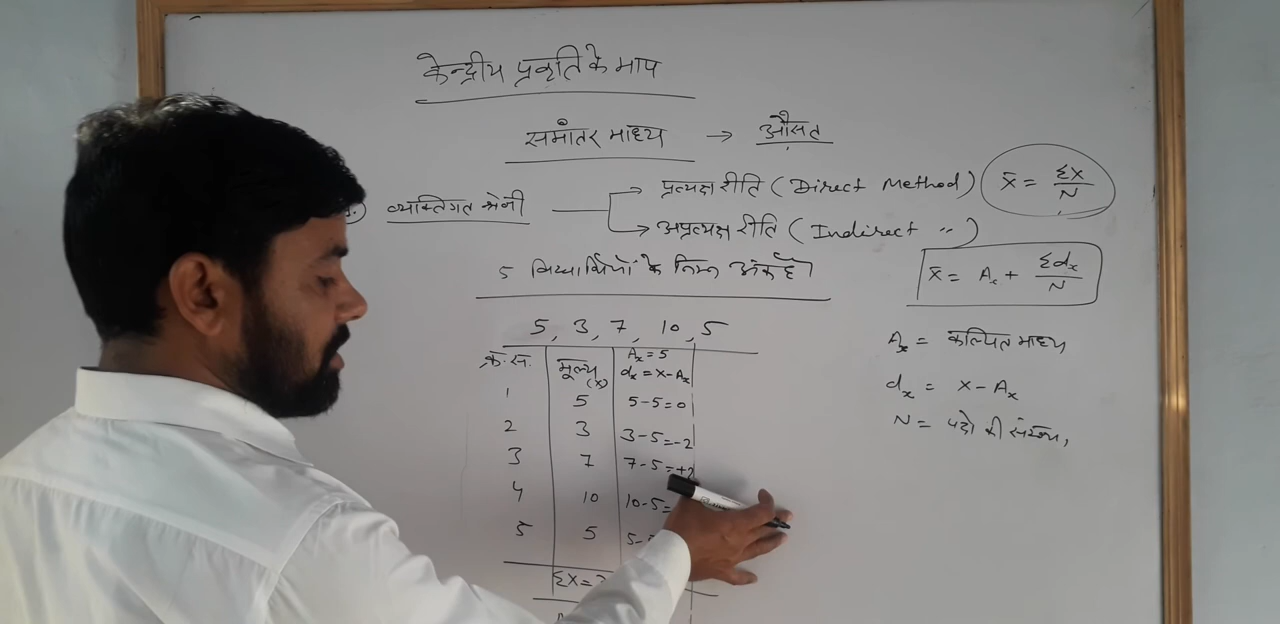 केन्द्रीय प्रकृति के माप
समांतर माध्य → औसत
व्यक्तिगत श्रेनी
प्रत्यक्ष रीति (Direct Method) x̄ = ΣX/N
अप्रत्यक्ष रीति (Indirect ")
5 विद्यार्थियों के निम्न अंक है
x̄ = Aₓ + Σdₓ/N
5, 3, 7, 10, 5
Aₓ = कल्पित माध्य
dₓ = X - Aₓ
N = पदो की संख्या,
क्र. स. मूल्य (X) Aₓ = 5 dₓ = X - Aₓ
1 5 5-5=0
2 3 3-5=-2
3 7 7-5=+2
4 10 10-5=
5 5 5-
ΣX=